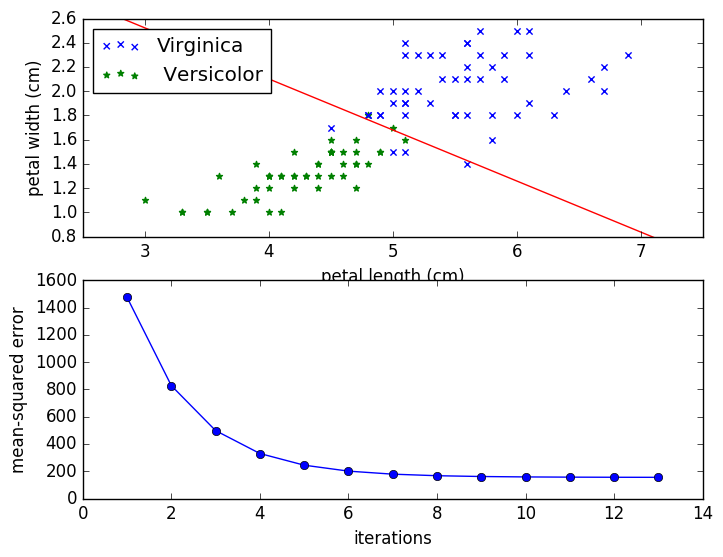 2.6
2.4
2.2
2.0
1.8
1.6
1.4
1.2
1.0
0.8
petal width (cm)
Virginica
Versicolor
3 4 5 6 7
petal length (cm)
1600
1400
1200
1000
800
600
400
200
0
mean-squared error
0 2 4 6 8 10 12 14
iterations